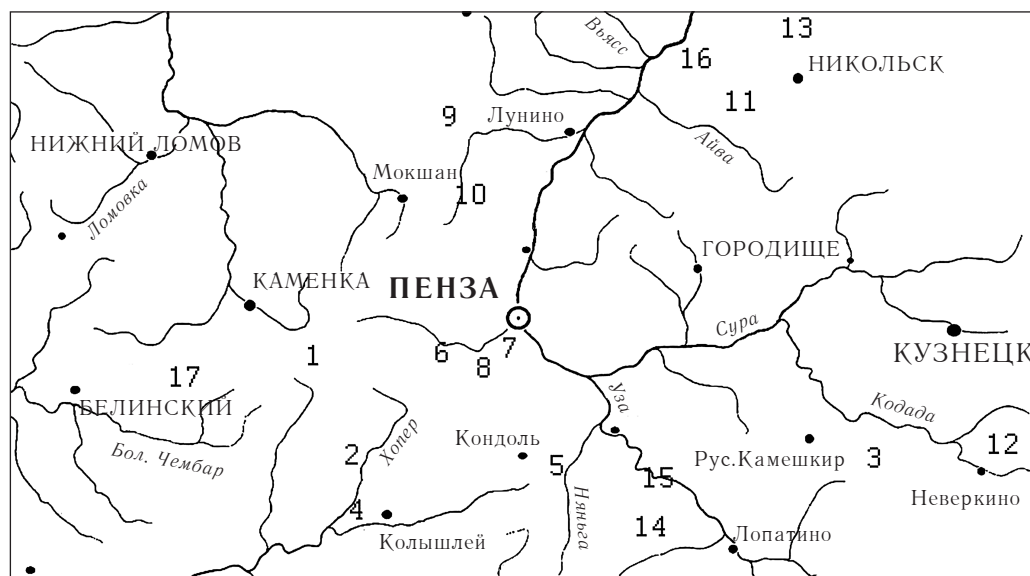 13
Вьясс
16
НИКОЛЬСК
11
9
Лунино
НИЖНИЙ ЛОМОВ
Айва
Мокшан
10
Ломовка
ГОРОДИЩЕ
КАМЕНКА
ПЕНЗА
Сура
7
6
1
8
КУЗНЕЦК
17
Уза
БЕЛИНСКИЙ
Кодада
Хопер
Кондоль
12
Бол. Чембар
2
5
Рус.Камешкир
3
15
Неверкино
4
Няньга
14
Колышлей
Лопатино